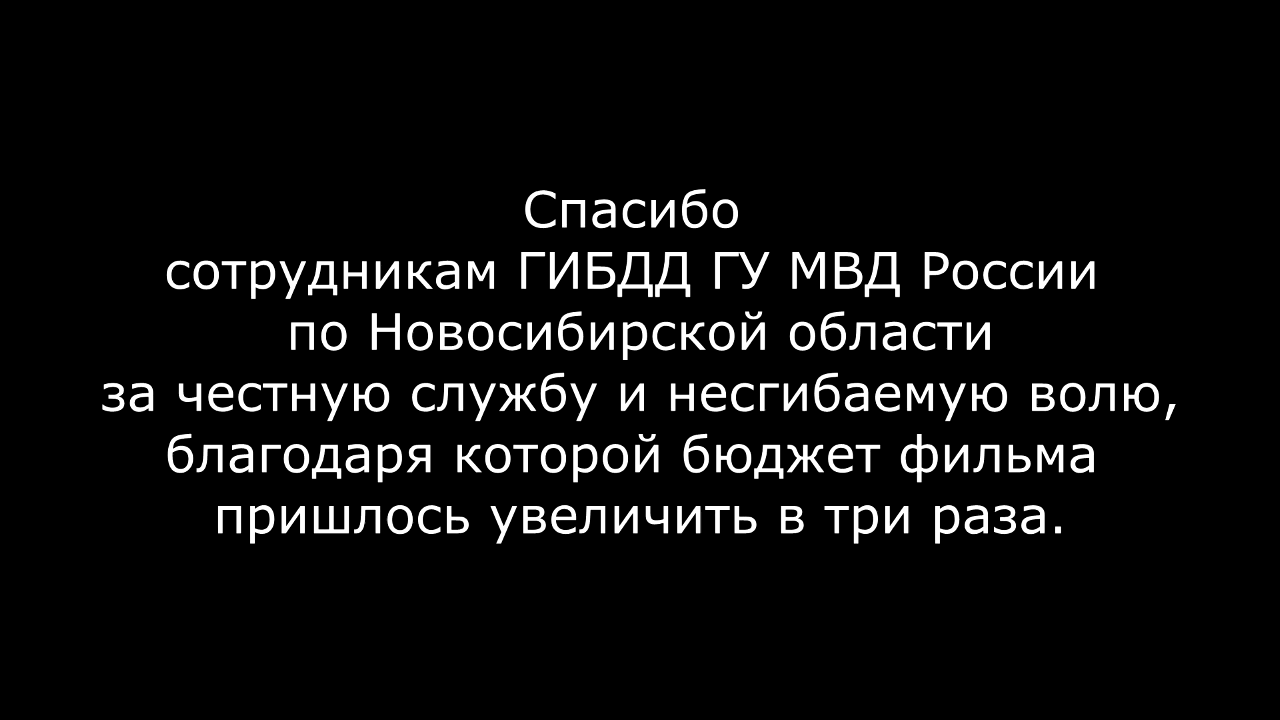 Спасибо
сотрудникам ГИБДД ГУ МВД России
по Новосибирской области
за честную службу и несгибаемую волю,
благодаря которой бюджет фильма
пришлось увеличить в три раза.